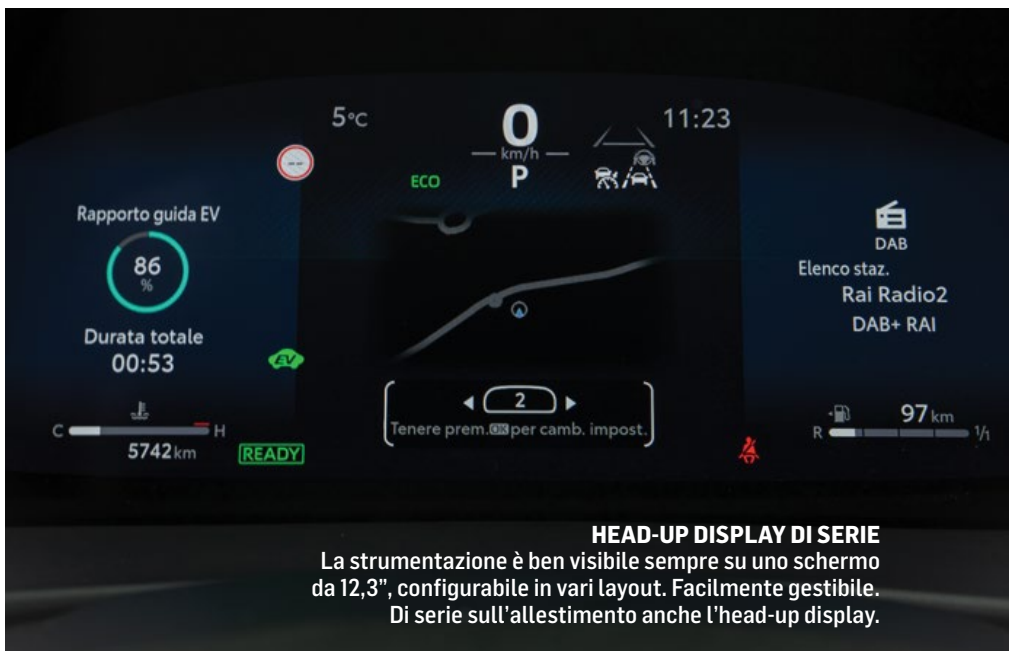 5°C
0
11:23
km/h
P
ECO
Rapporto guida EV
86
%
Durata totale
00:53
EV
C
H
5742 km
READY
2
Tenere prem. OK per camb. impost.
DAB
Elenco staz.
Rai Radio2
DAB+ RAI
97 km
R
1/1
HEAD-UP DISPLAY DI SERIE
La strumentazione è ben visibile sempre su uno schermo
da 12,3”, configurabile in vari layout. Facilmente gestibile.
Di serie sull’allestimento anche l’head-up display.